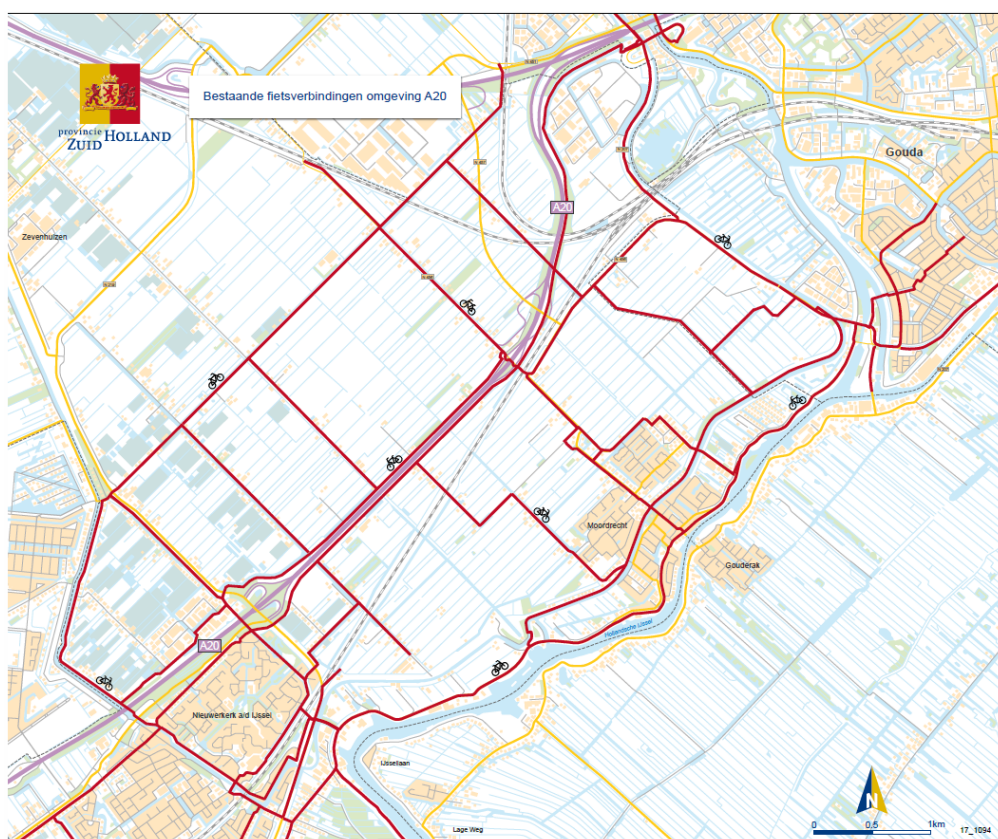 Bestaande fietsverbindingen omgeving A20
provincie HOLLAND
ZUID
Gouda
A20
Zevenhuizen
Moordrecht
Gouderak
Hollandsche IJssel
A20
Nieuwerkerk a/d IJssel
IJssellaan
Lage Weg
N
0 0,5 1km
17_1094